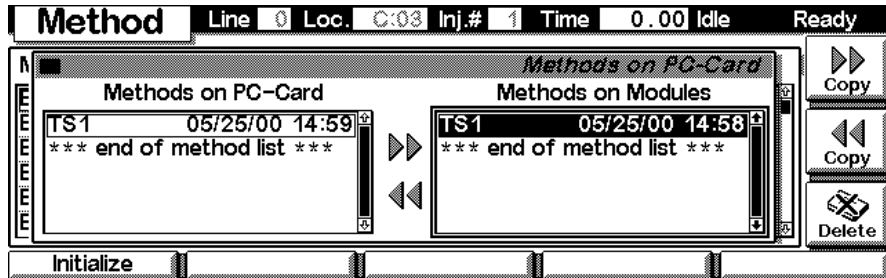 Method Line 0 Loc. C:03 Inj.# 1 Time 0.00 Idle Ready
Methods on PC-Card
Methods on PC-Card Methods on Modules
TS1 05/25/00 14:59 TS1 05/25/00 14:58
*** end of method list *** *** end of method list ***
Copy
Copy
Delete
Initialize